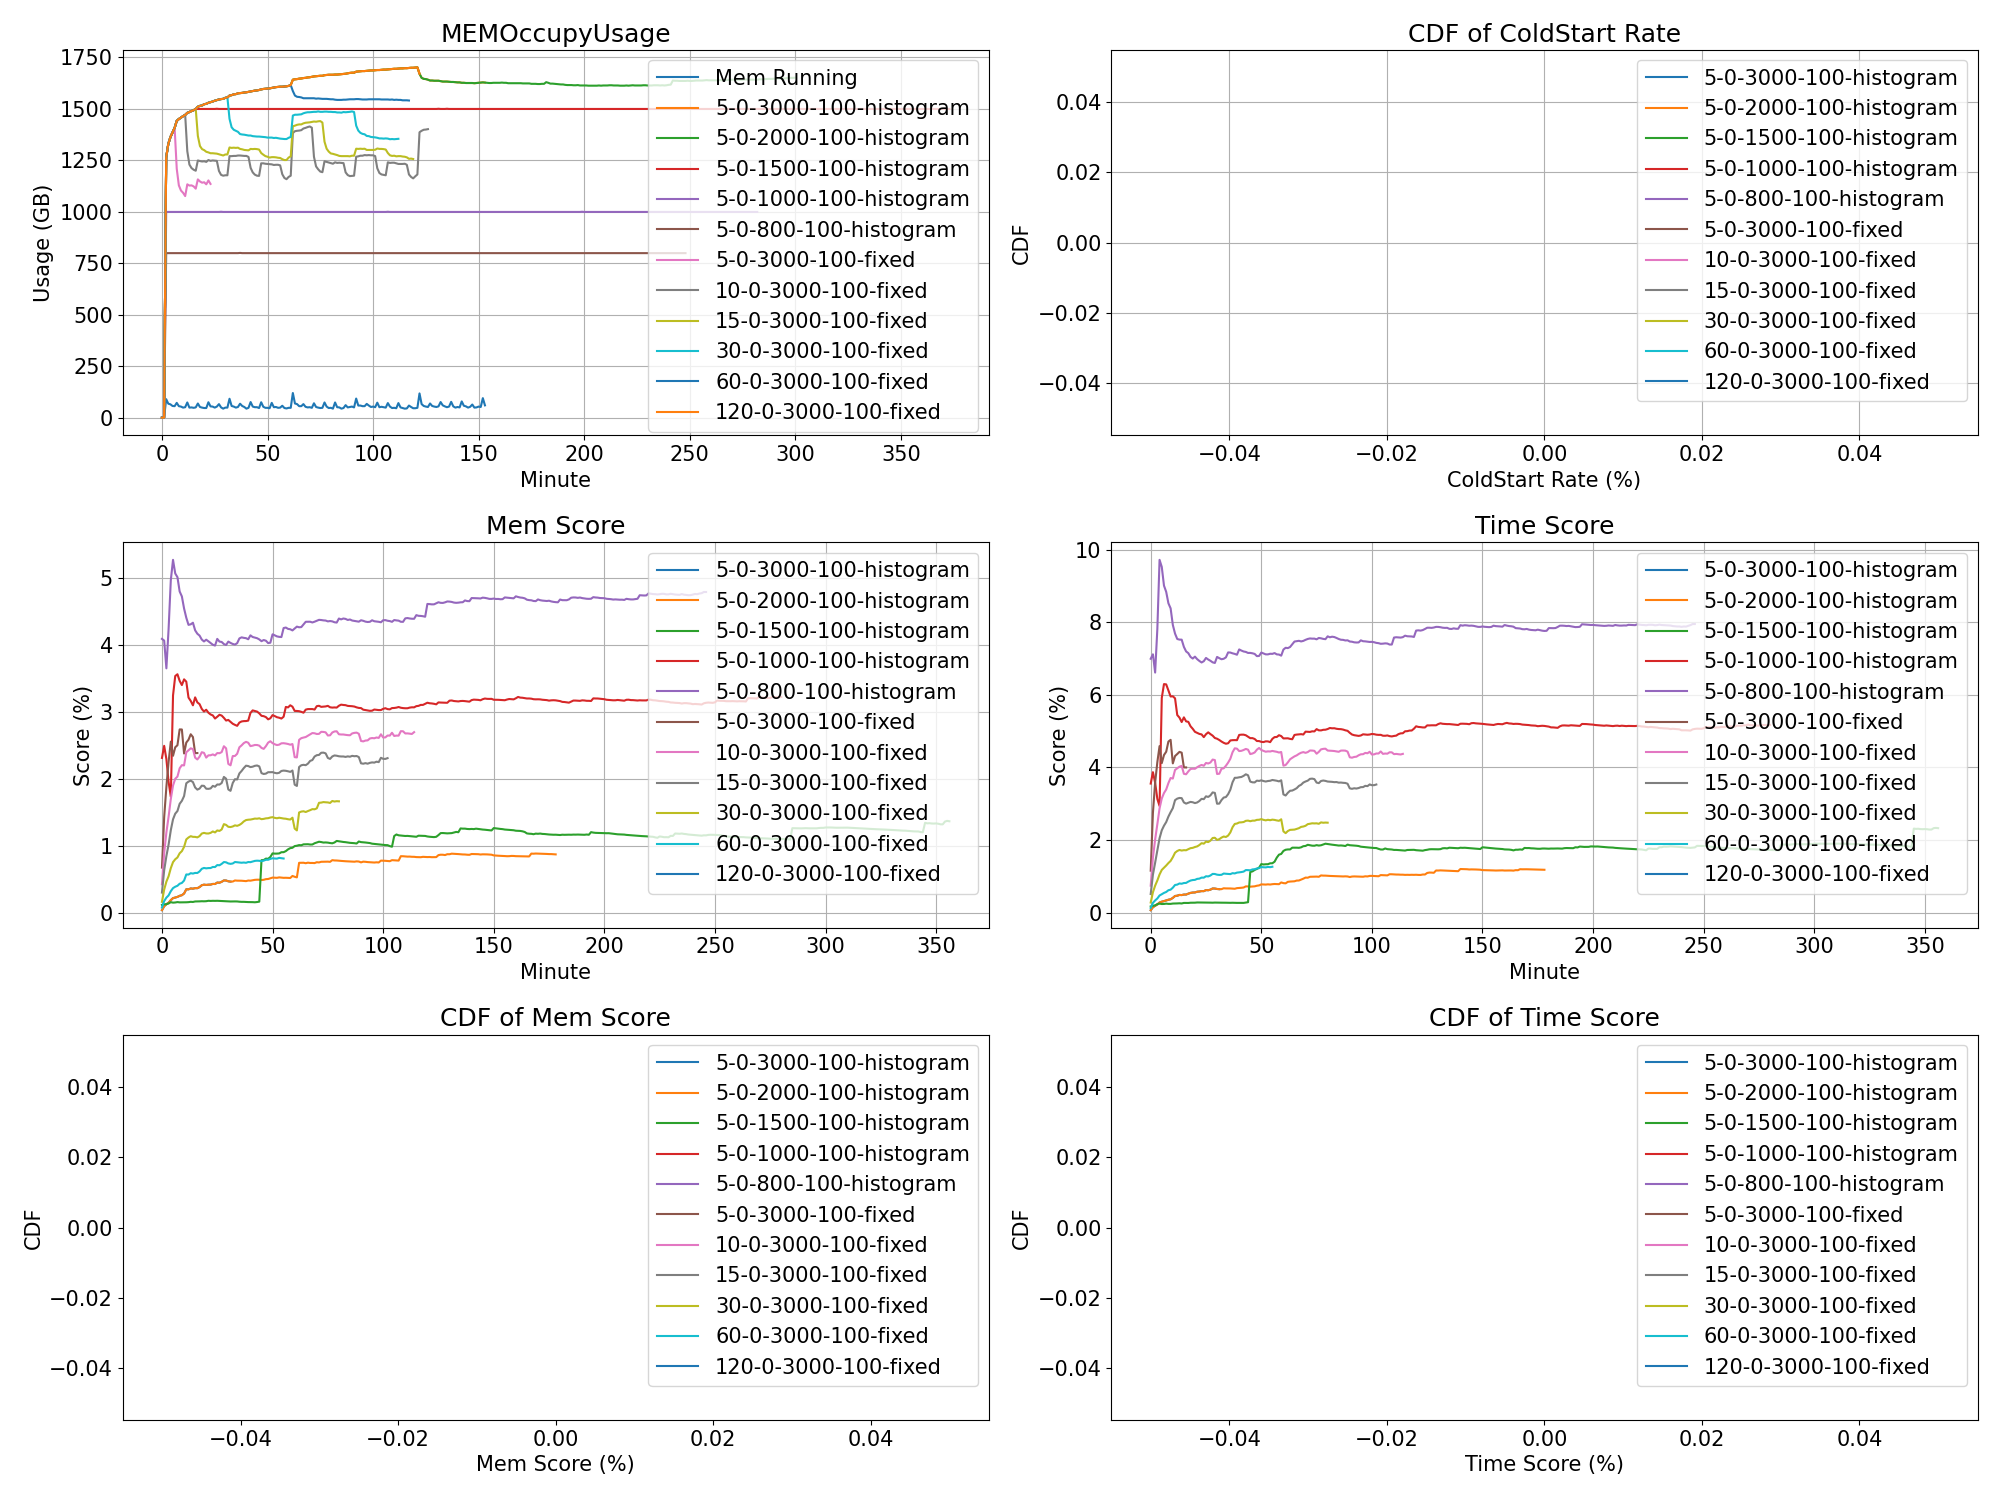 MEMOccupyUsage
Usage (GB)
1750
1500
1250
1000
750
500
250
0
Mem Running
5-0-3000-100-histogram
5-0-2000-100-histogram
5-0-1500-100-histogram
5-0-1000-100-histogram
5-0-800-100-histogram
5-0-3000-100-fixed
10-0-3000-100-fixed
15-0-3000-100-fixed
30-0-3000-100-fixed
60-0-3000-100-fixed
120-0-3000-100-fixed
0 50 100 150 200 250 300 350
Minute
CDF of ColdStart Rate
CDF
0.04
0.02
0.00
−0.02
−0.04
5-0-3000-100-histogram
5-0-2000-100-histogram
5-0-1500-100-histogram
5-0-1000-100-histogram
5-0-800-100-histogram
5-0-3000-100-fixed
10-0-3000-100-fixed
15-0-3000-100-fixed
30-0-3000-100-fixed
60-0-3000-100-fixed
120-0-3000-100-fixed
−0.04 −0.02 0.00 0.02 0.04
ColdStart Rate (%)
Mem Score
Score (%)
5
4
3
2
1
0
5-0-3000-100-histogram
5-0-2000-100-histogram
5-0-1500-100-histogram
5-0-1000-100-histogram
5-0-800-100-histogram
5-0-3000-100-fixed
10-0-3000-100-fixed
15-0-3000-100-fixed
30-0-3000-100-fixed
60-0-3000-100-fixed
120-0-3000-100-fixed
0 50 100 150 200 250 300 350
Minute
Time Score
Score (%)
10
8
6
4
2
0
5-0-3000-100-histogram
5-0-2000-100-histogram
5-0-1500-100-histogram
5-0-1000-100-histogram
5-0-800-100-histogram
5-0-3000-100-fixed
10-0-3000-100-fixed
15-0-3000-100-fixed
30-0-3000-100-fixed
60-0-3000-100-fixed
120-0-3000-100-fixed
0 50 100 150 200 250 300 350
Minute
CDF of Mem Score
CDF
0.04
0.02
0.00
−0.02
−0.04
5-0-3000-100-histogram
5-0-2000-100-histogram
5-0-1500-100-histogram
5-0-1000-100-histogram
5-0-800-100-histogram
5-0-3000-100-fixed
10-0-3000-100-fixed
15-0-3000-100-fixed
30-0-3000-100-fixed
60-0-3000-100-fixed
120-0-3000-100-fixed
−0.04 −0.02 0.00 0.02 0.04
Mem Score (%)
CDF of Time Score
CDF
0.04
0.02
0.00
−0.02
−0.04
5-0-3000-100-histogram
5-0-2000-100-histogram
5-0-1500-100-histogram
5-0-1000-100-histogram
5-0-800-100-histogram
5-0-3000-100-fixed
10-0-3000-100-fixed
15-0-3000-100-fixed
30-0-3000-100-fixed
60-0-3000-100-fixed
120-0-3000-100-fixed
−0.04 −0.02 0.00 0.02 0.04
Time Score (%)